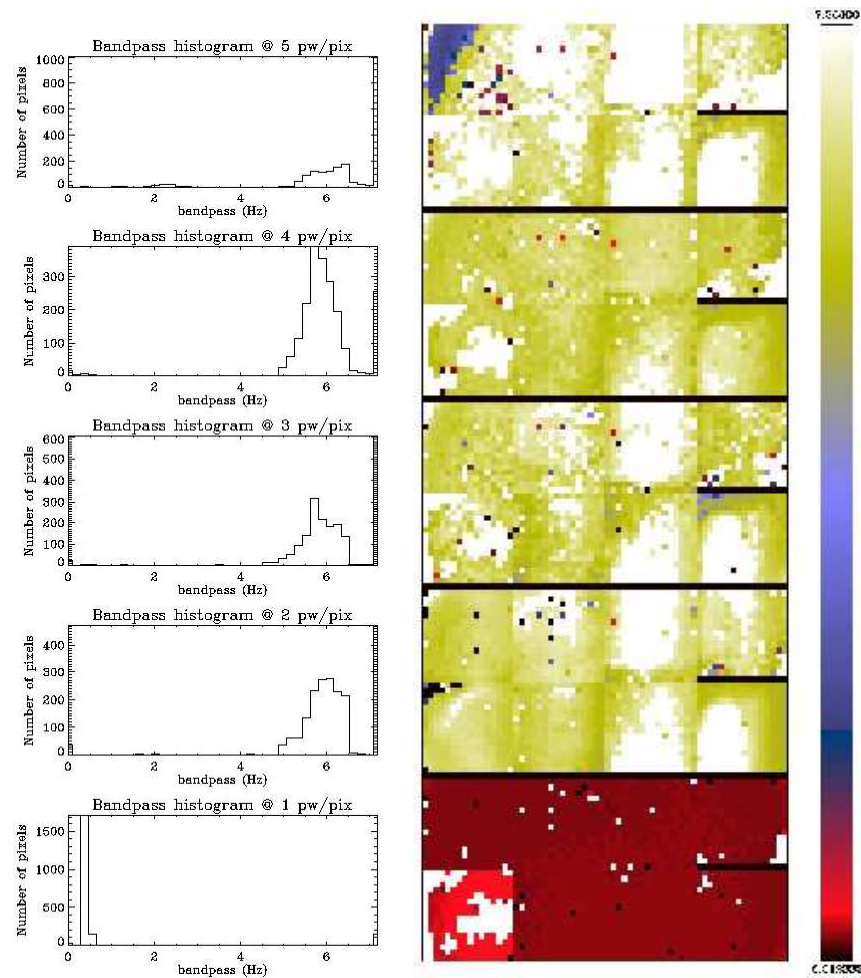 Bandpass histogram @ 5 pw/pix
Number of pixels
1000
800
600
400
200
0
0 2 4 6
bandpass (Hz)
Bandpass histogram @ 4 pw/pix
Number of pixels
300
200
100
0
0 2 4 6
bandpass (Hz)
Bandpass histogram @ 3 pw/pix
Number of pixels
600
500
400
300
200
100
0
0 2 4 6
bandpass (Hz)
Bandpass histogram @ 2 pw/pix
Number of pixels
400
300
200
100
0
0 2 4 6
bandpass (Hz)
Bandpass histogram @ 1 pw/pix
Number of pixels
1500
1000
500
0
0 2 4 6
bandpass (Hz)